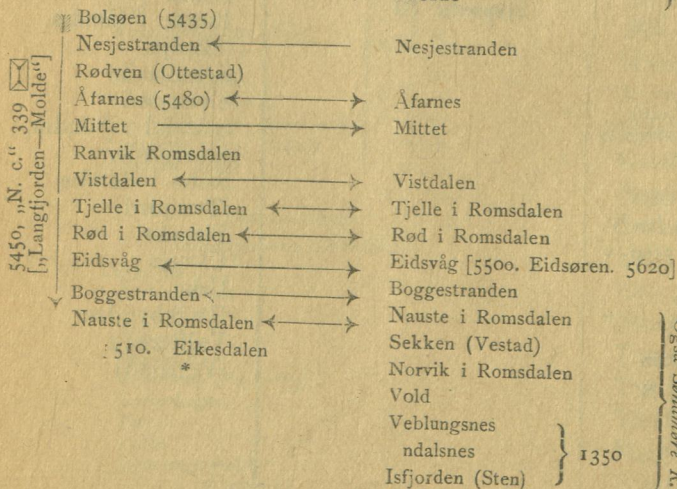 5450, „N. c.“ 339
[„Langfjorden—Molde“]
Bolsøen (5435)
Nesjestranden
Rødven (Ottestad)
Åfarnes (5480)
Mittet
Ranvik Romsdalen
Vistdalen
Tjelle i Romsdalen
Rød i Romsdalen
Eidsvåg
Boggestranden
Nauste i Romsdalen
510. Eikesdalen
*
Nesjestranden
Åfarnes
Mittet
Vistdalen
Tjelle i Romsdalen
Rød i Romsdalen
Eidsvåg [5500. Eidsøren. 5620]
Boggestranden
Nauste i Romsdalen
Sekken (Vestad)
Norvik i Romsdalen
Vold
Veblungsnes
ndalsnes
Isfjorden (Sten)
1350